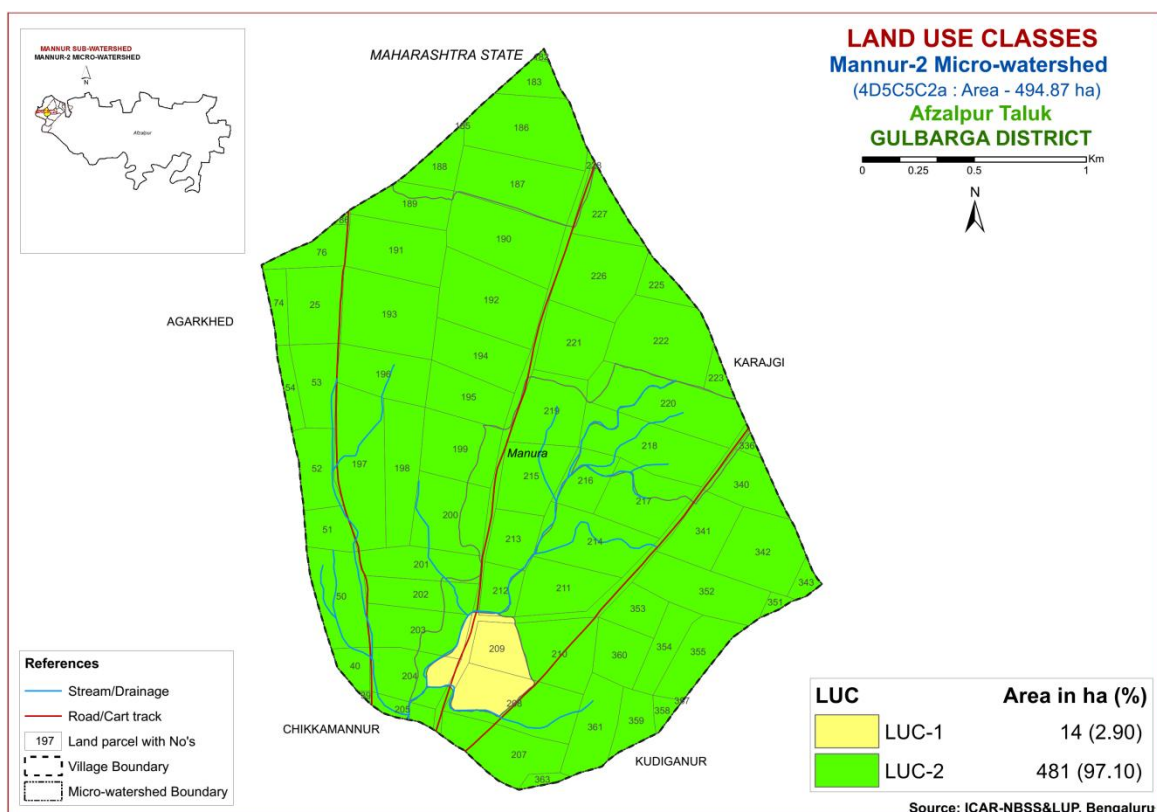 MANNUR SUB-WATERSHED
MANNUR-2 MICRO-WATERSHED
N
Afzalpur
LAND USE CLASSES
Mannur-2 Micro-watershed
(4D5C5C2a : Area - 494.87 ha)
Afzalpur Taluk
GULBARGA DISTRICT
Km
0 0.25 0.5 1
N
MAHARASHTRA STATE
182
183
185
186
188
187
228
189
227
76
191
190
226
225
74
25
192
193
221
222
194
KARAJGI
AGARKHED
223
54
53
196
195
219
220
199
218
336
Manura
52
197
198
215
216
340
217
200
51
341
213
214
342
201
212
211
343
50
202
352
351
353
203
209
210
360
354
355
40
204
39
205
208
367
358
361
359
CHIKKAMANNUR
207
KUDIGANUR
363
References
Stream/Drainage
Road/Cart track
197 Land parcel with No's
Village Boundary
Micro-watershed Boundary
LUC Area in ha (%)
LUC-1 14 (2.90)
LUC-2 481 (97.10)
Source: ICAR-NBSS&LUP, Bengaluru